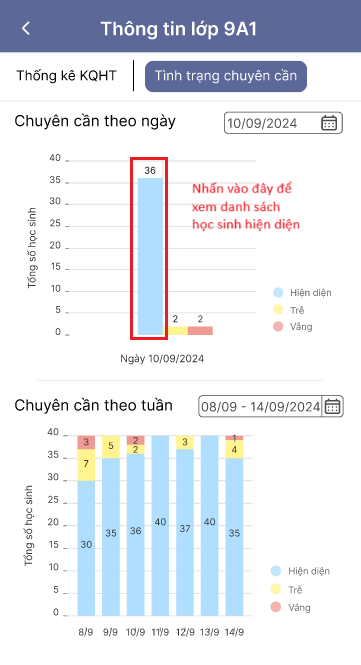 Thông tin lớp 9A1
Thống kê KQHT
Tình trạng chuyên cần
Chuyên cần theo ngày
10/09/2024
40
35
30
25
20
15
10
5
0
Tổng số học sinh
36
2
2
Nhấn vào đây để
xem danh sách
học sinh hiện diện
Hiện diện
Trễ
Vắng
Ngày 10/09/2024
Chuyên cần theo tuần
08/09 - 14/09/2024
40
35
30
25
20
15
10
5
0
Tổng số học sinh
3
7
30
5
35
2
2
36
40
3
37
40
1
4
35
Hiện diện
Trễ
Vắng
8/9
9/9
10/9
11/9
12/9
13/9
14/9